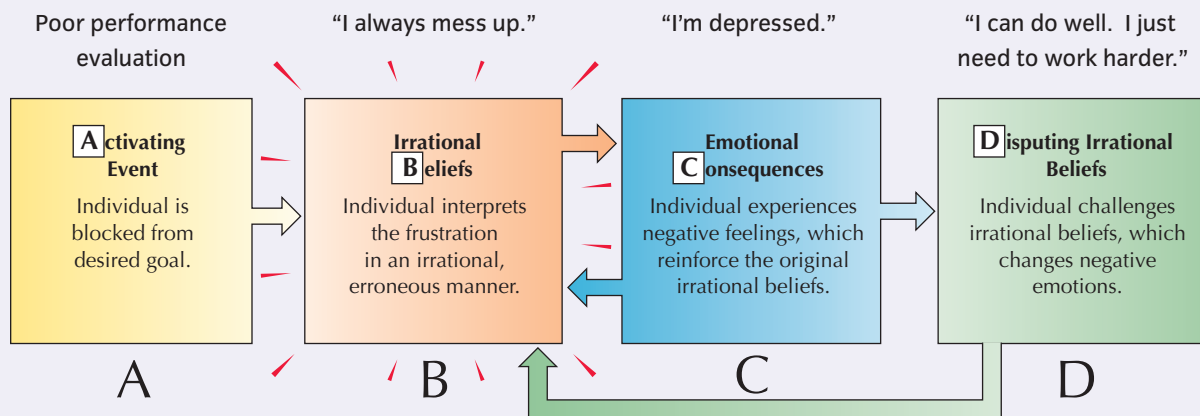 Poor performance
evaluation
“I always mess up.”
“I’m depressed.”
“I can do well.  I just
need to work harder.”
Activating
Event
Individual is
blocked from
desired goal.
Irrational
Beliefs
Individual interprets
the frustration
in an irrational,
erroneous manner.
Emotional
Consequences
Individual experiences
negative feelings, which
reinforce the original
irrational beliefs.
Disputing Irrational
Beliefs
Individual challenges
irrational beliefs, which
changes negative
emotions.
A
B
C
D